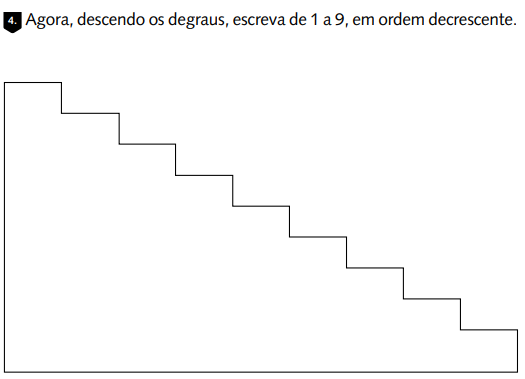 4. Agora, descendo os degraus, escreva de 1 a 9, em ordem decrescente.